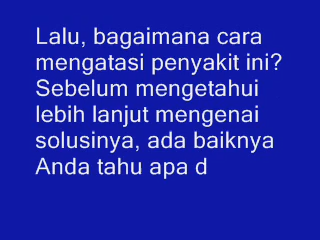 Lalu, bagaimana cara
mengatasi penyakit ini?
Sebelum mengetahui
lebih lanjut mengenai
solusinya, ada baiknya
Anda tahu apa d